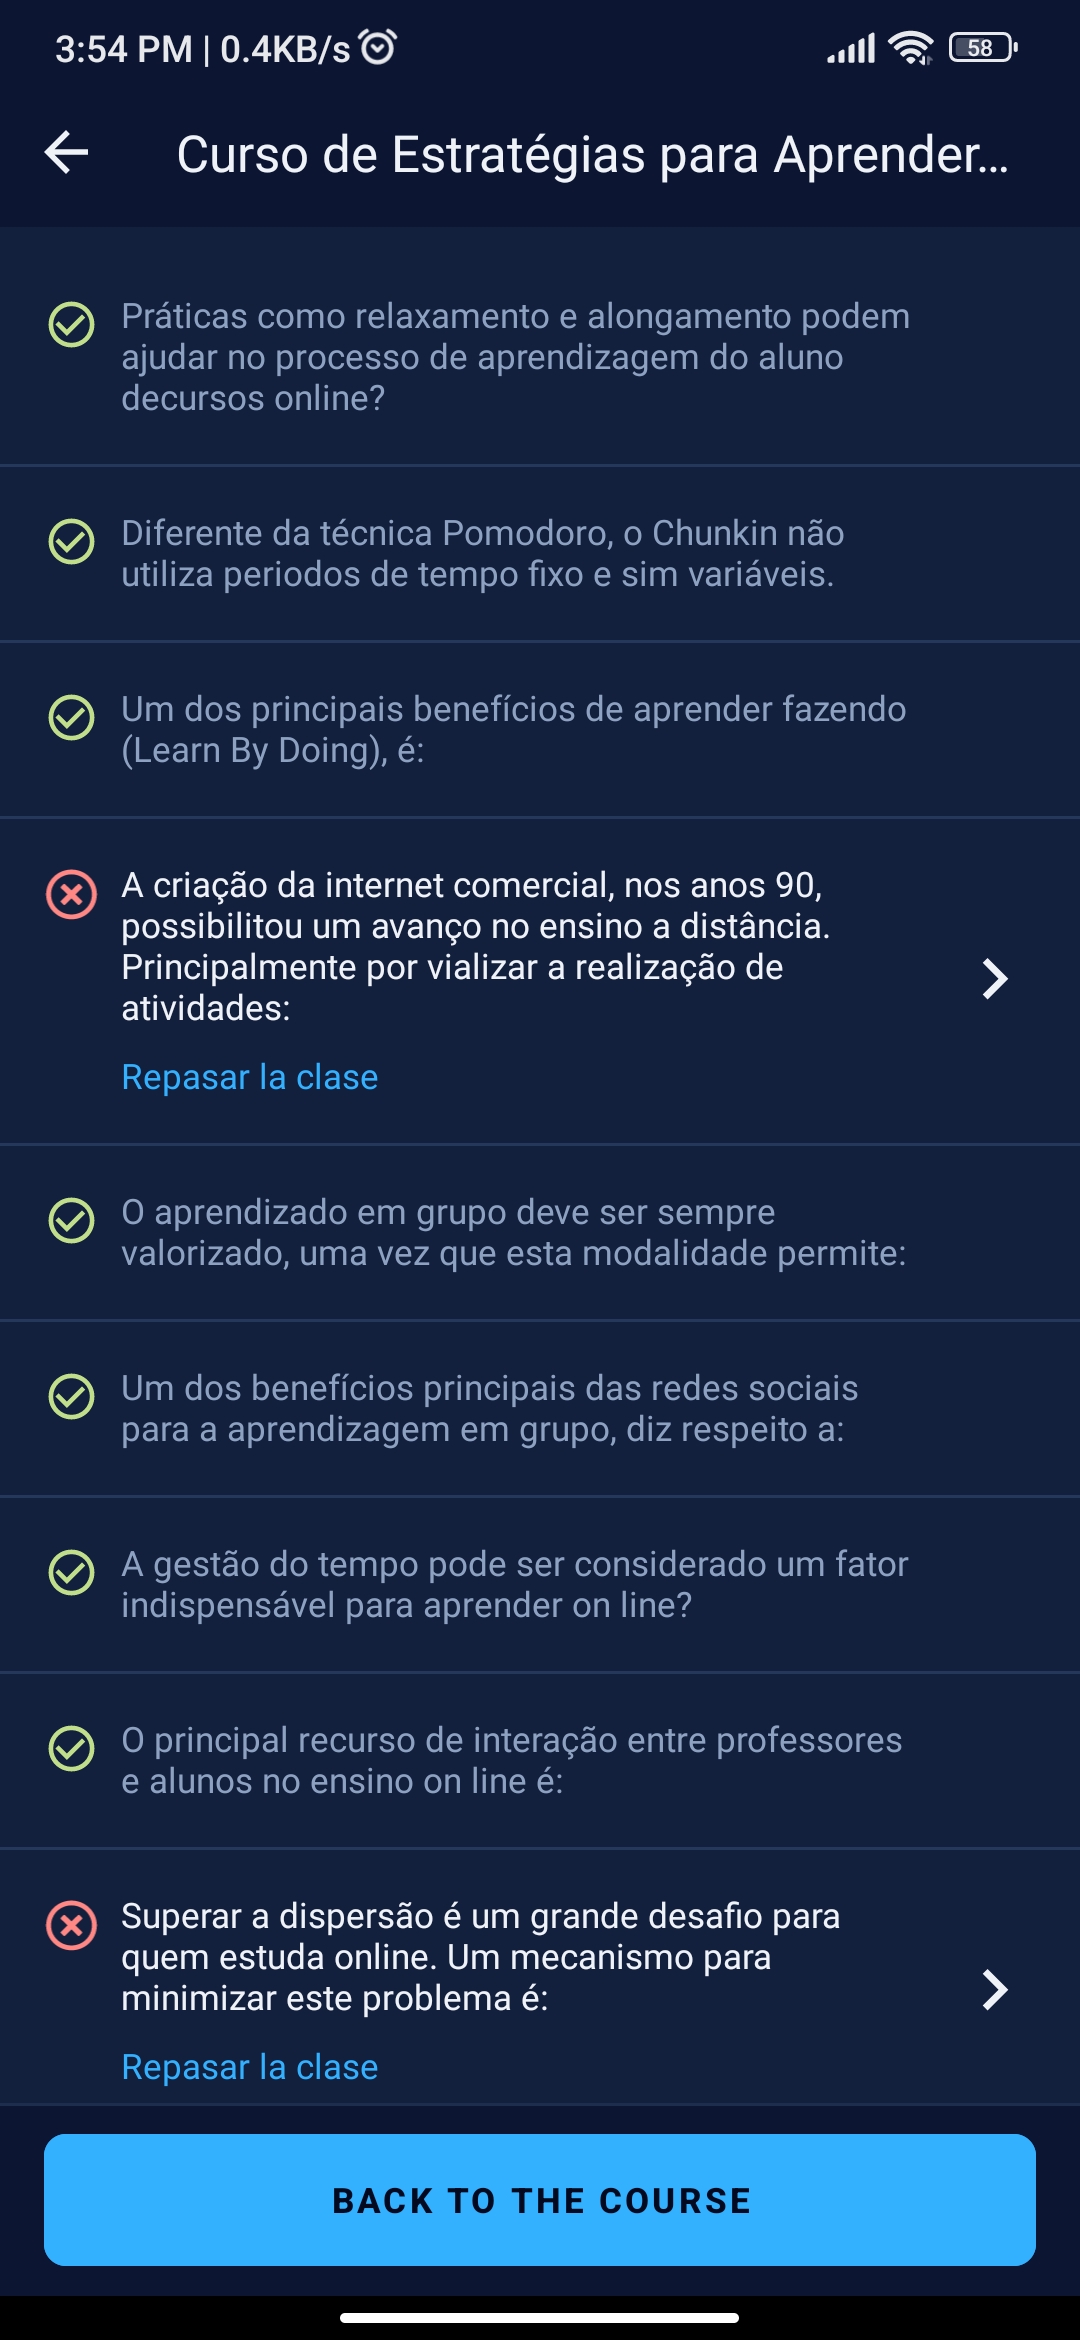 3:54 PM | 0.4KB/s
58
Curso de Estratégias para Aprender...
Práticas como relaxamento e alongamento podem
ajudar no processo de aprendizagem do aluno
decursos online?
Diferente da técnica Pomodoro, o Chunkin não
utiliza periodos de tempo fixo e sim variáveis.
Um dos principais benefícios de aprender fazendo
(Learn By Doing), é:
A criação da internet comercial, nos anos 90,
possibilitou um avanço no ensino a distância.
Principalmente por vializar a realização de
atividades:
Repasar la clase
O aprendizado em grupo deve ser sempre
valorizado, uma vez que esta modalidade permite:
Um dos benefícios principais das redes sociais
para a aprendizagem em grupo, diz respeito a:
A gestão do tempo pode ser considerado um fator
indispensável para aprender on line?
O principal recurso de interação entre professores
e alunos no ensino on line é:
Superar a dispersão é um grande desafio para
quem estuda online. Um mecanismo para
minimizar este problema é:
Repasar la clase
BACK TO THE COURSE